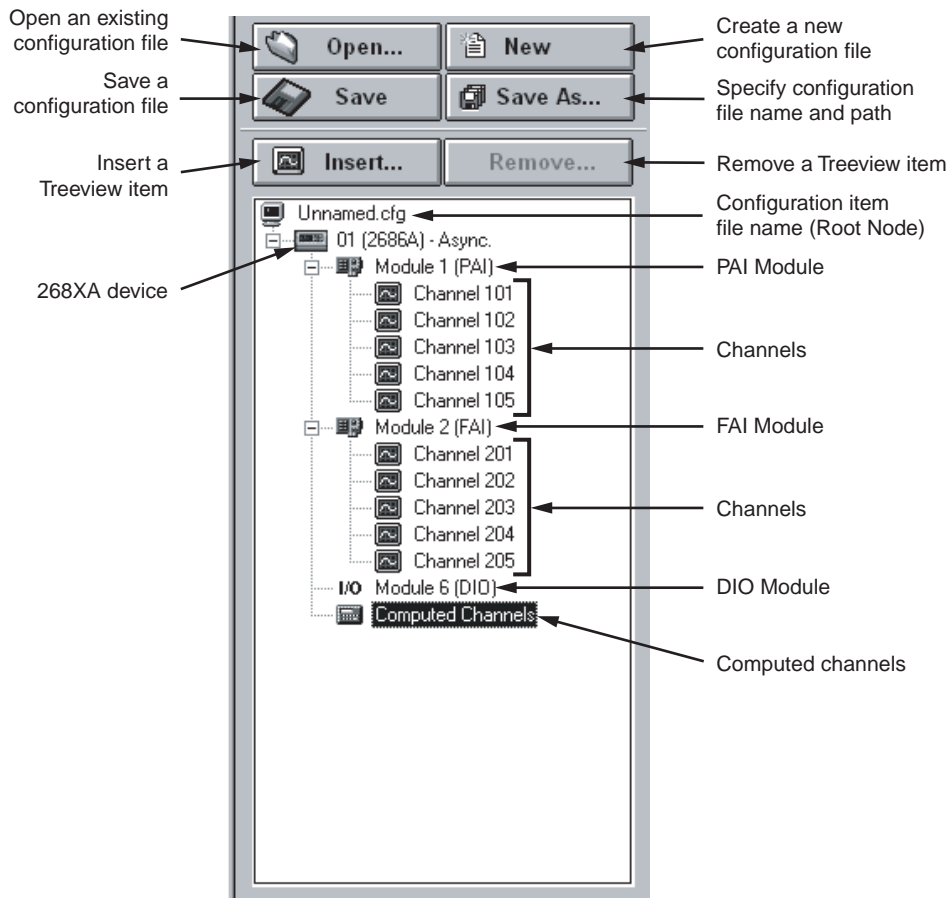 Open an existing
configuration file
Open...
New
Create a new
configuration file
Save a
configuration file
Save
Save As...
Specify configuration
file name and path
Insert a
Treeview item
Insert...
Remove...
Remove a Treeview item
Unnamed.cfg
Configuration item
file name (Root Node)
01 (2686A) - Async.
268XA device
Module 1 (PAI)
PAI Module
Channel 101
Channel 102
Channel 103
Channel 104
Channel 105
Channels
Module 2 (FAI)
FAI Module
Channel 201
Channel 202
Channel 203
Channel 204
Channel 205
Channels
I/O Module 6 (DIO)
DIO Module
Computed Channels
Computed channels